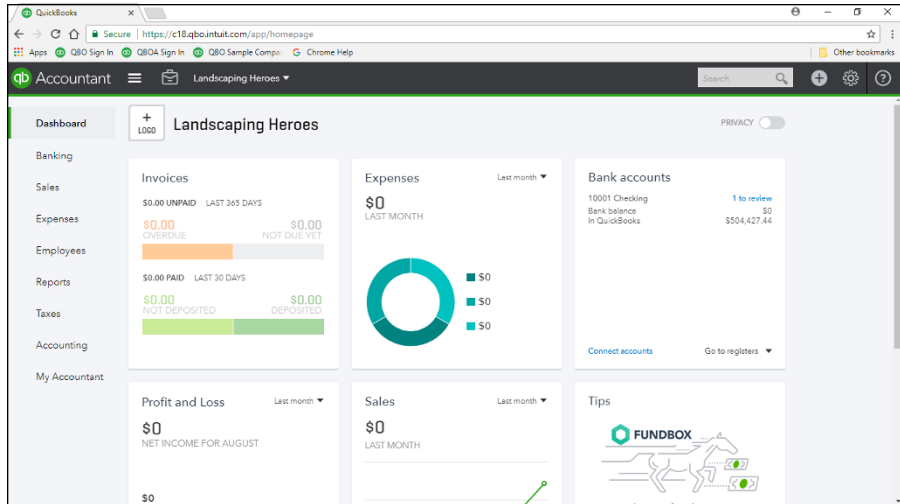 QuickBooks
Secure https://c18.qbo.intuit.com/app/homepage
Apps QBO Sign In QBOA Sign In QBO Sample Compa Chrome Help Other bookmarks
qb Accountant Landscaping Heroes Search
Dashboard
Banking
Sales
Expenses
Employees
Reports
Taxes
Accounting
My Accountant
+
LOGO
Landscaping Heroes
PRIVACY
Invoices
$0.00 UNPAID LAST 365 DAYS
$0.00 $0.00
OVERDUE NOT DUE YET
$0.00 PAID LAST 30 DAYS
$0.00 $0.00
NOT DEPOSITED DEPOSITED
Expenses Last month
$0
LAST MONTH
$0
$0
$0
Bank accounts
10001 Checking 1 to review
Bank balance $0
In QuickBooks $504,427.44
Connect accounts Go to registers
Profit and Loss Last month
$0
NET INCOME FOR AUGUST
$0
Sales Last month
$0
LAST MONTH
Tips
FUNDBOX